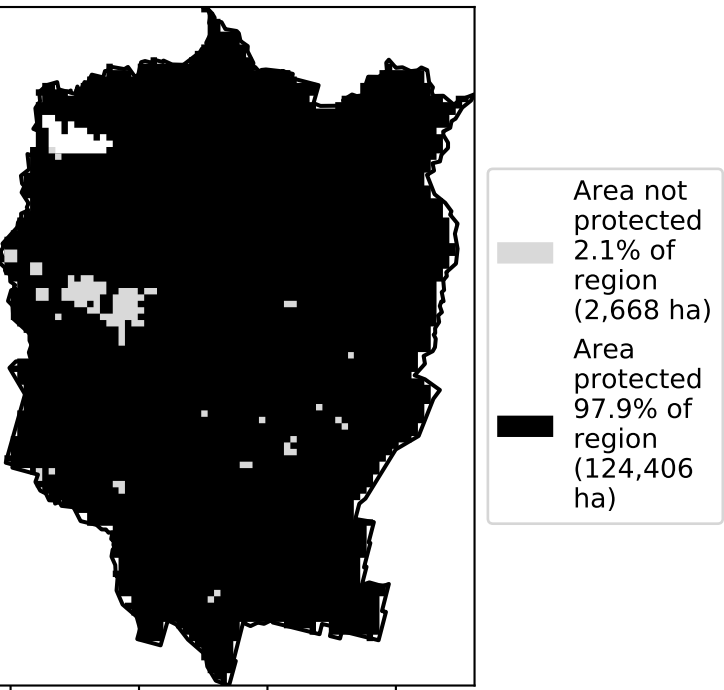 Area not
protected
2.1% of
region
(2,668 ha)
Area
protected
97.9% of
region
(124,406
ha)